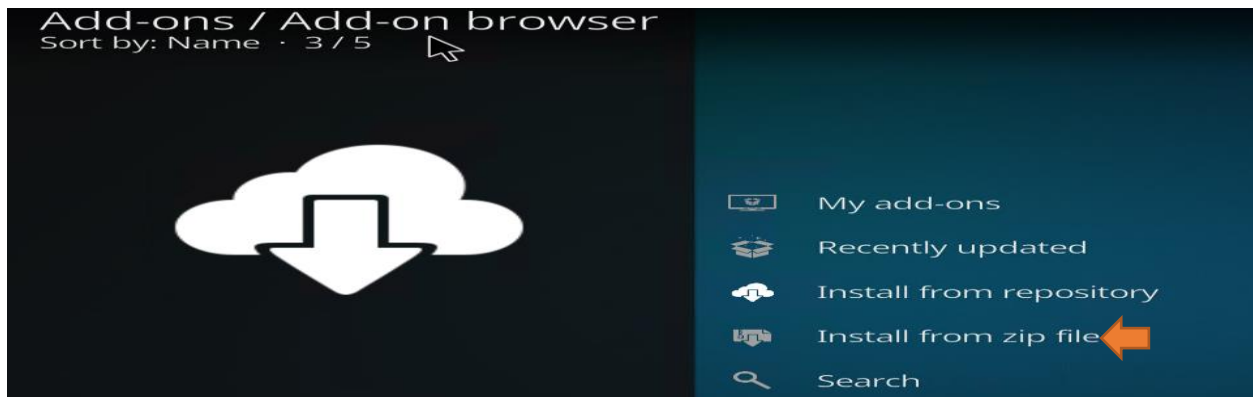 Add-ons / Add-on browser
Sort by: Name · 3 / 5
My add-ons
Recently updated
Install from repository
Install from zip file
Search